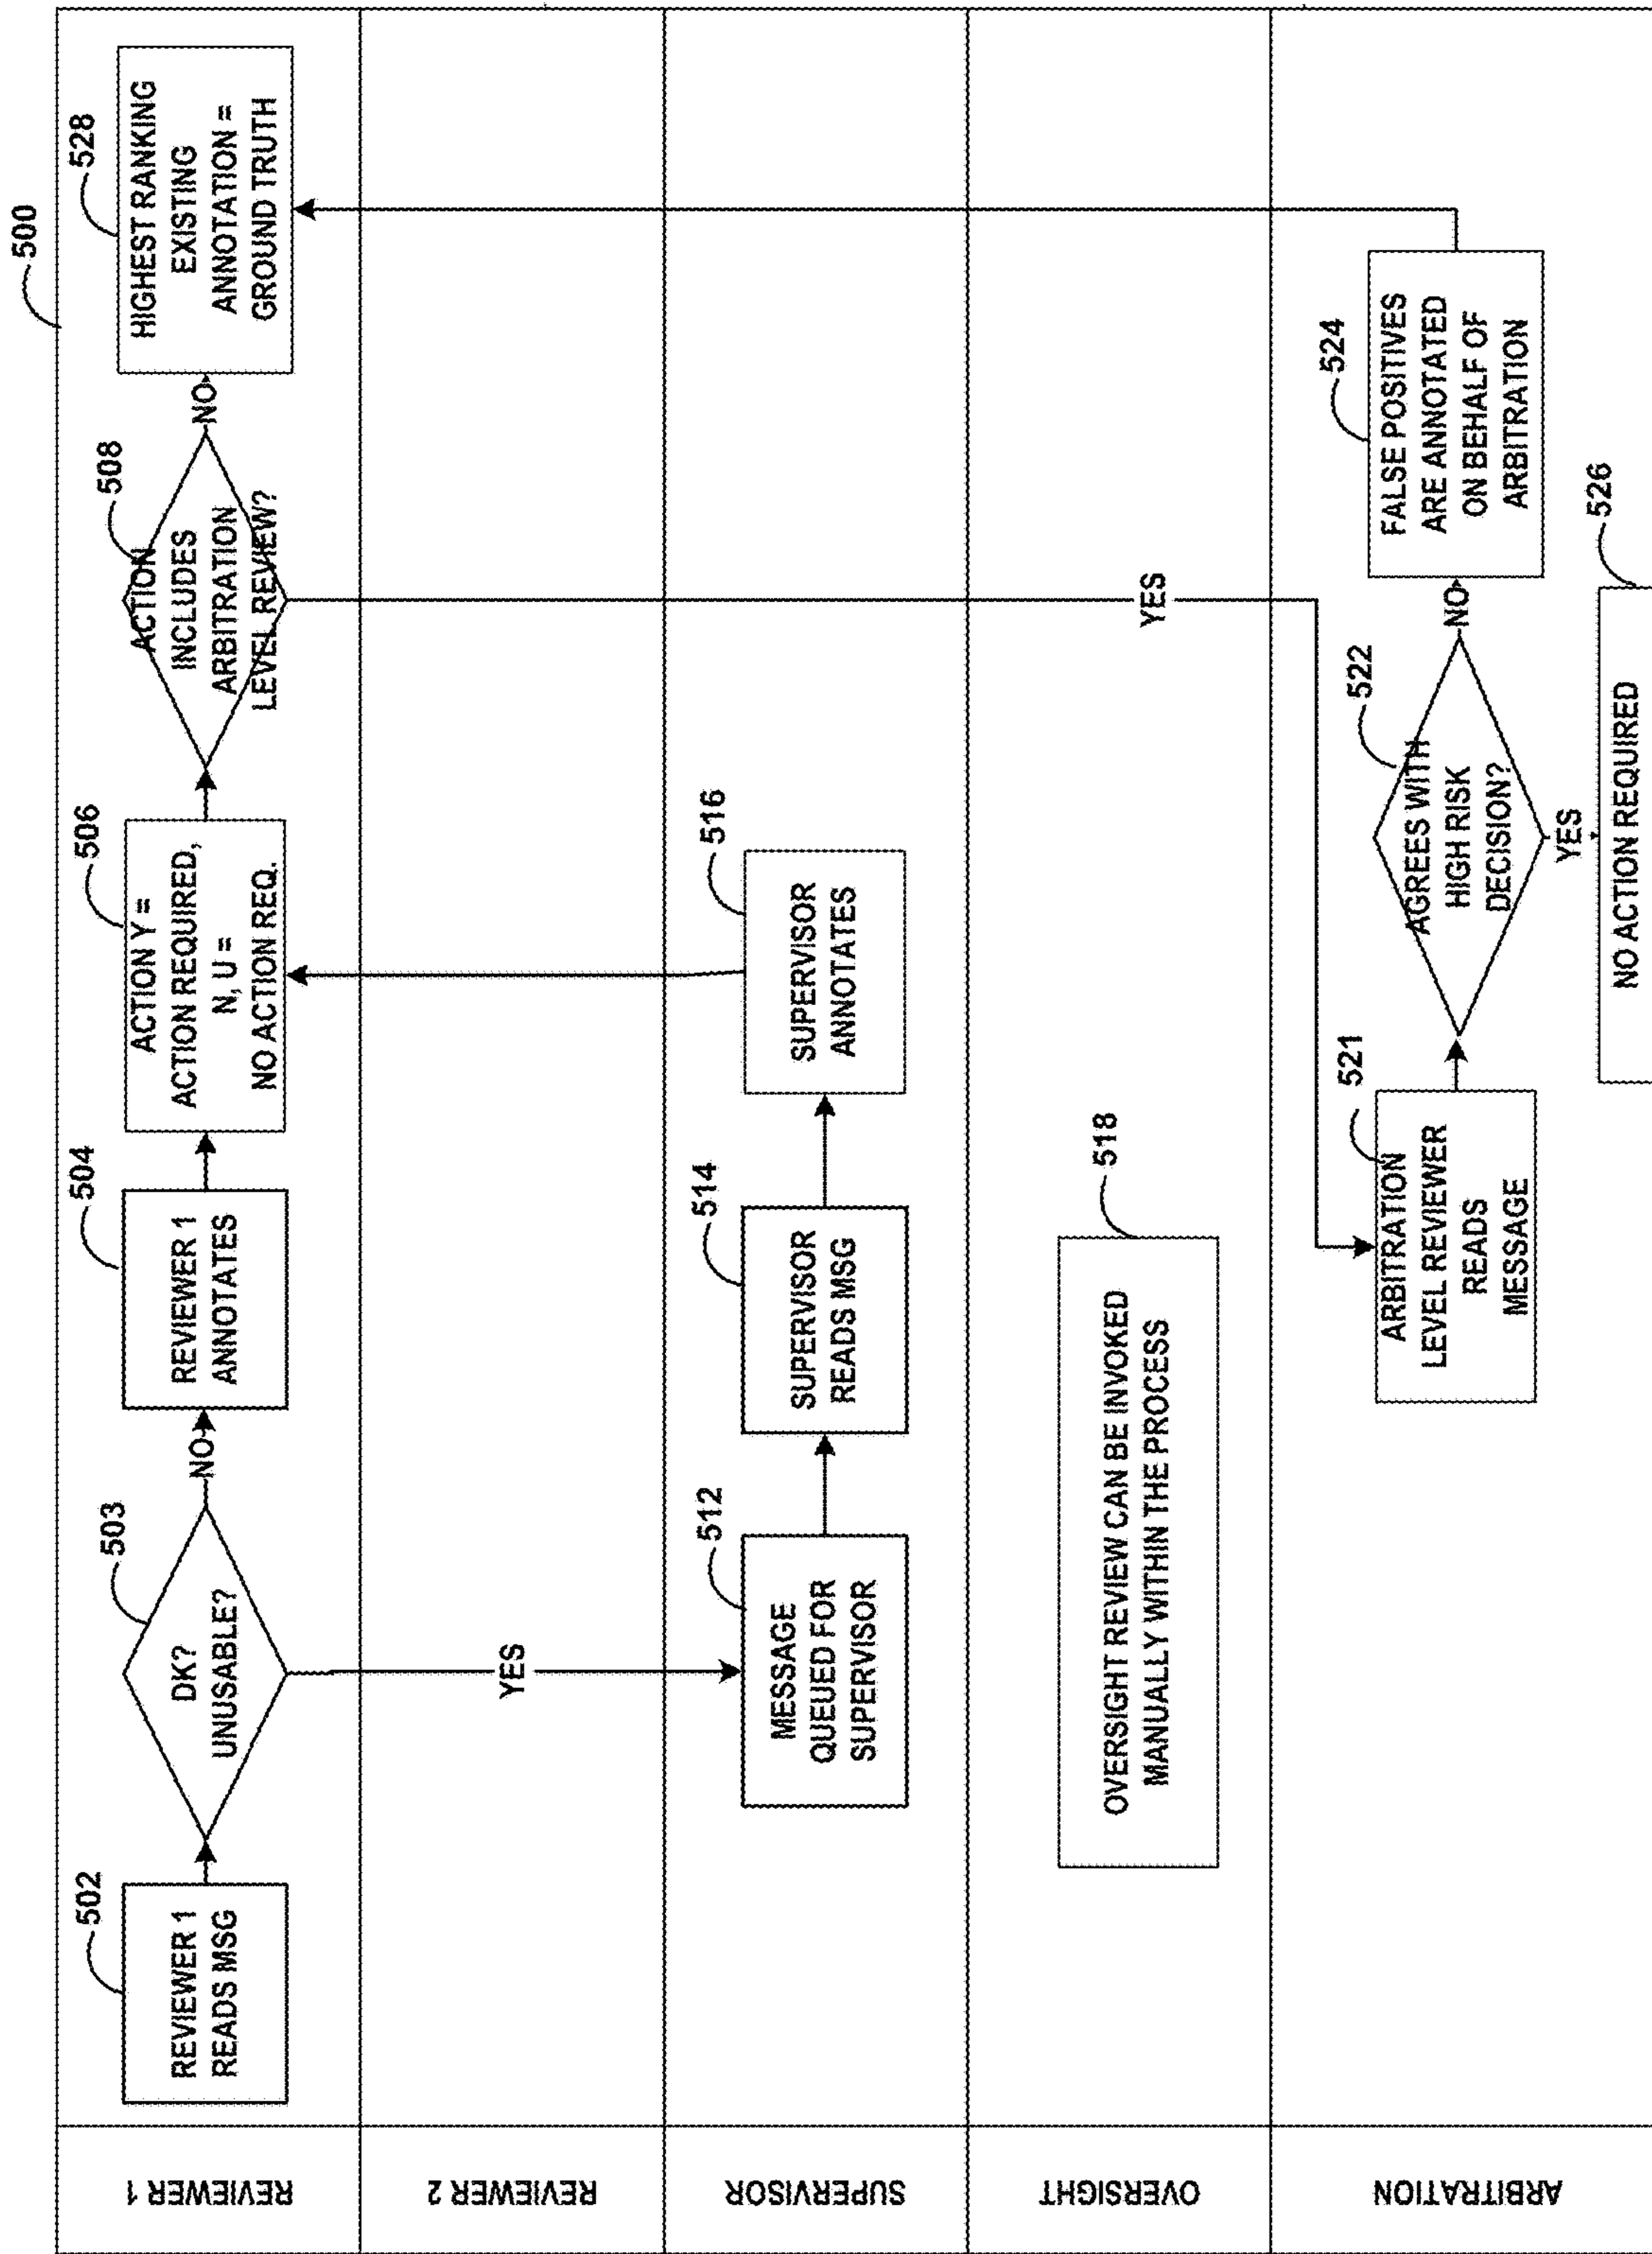 500
REVIEWER 1
502
REVIEWER 1
READS MSG
503
DK?
UNUSABLE?
NO
504
REVIEWER 1
ANNOTATES
506
ACTION Y =
ACTION REQUIRED,
N, U =
NO ACTION REQ.
508
ACTION
INCLUDES
ARBITRATION
LEVEL REVIEW?
NO
528
HIGHEST RANKING
EXISTING
ANNOTATION =
GROUND TRUTH
REVIEWER 2
YES
SUPERVISOR
512
MESSAGE
QUEUED FOR
SUPERVISOR
514
SUPERVISOR
READS MSG
516
SUPERVISOR
ANNOTATES
OVERSIGHT
518
OVERSIGHT REVIEW CAN BE INVOKED
MANUALLY WITHIN THE PROCESS
YES
ARBITRATION
521
ARBITRATION
LEVEL REVIEWER
READS
MESSAGE
522
AGREES WITH
HIGH RISK
DECISION?
NO
524
FALSE POSITIVES
ARE ANNOTATED
ON BEHALF OF
ARBITRATION
YES
526
NO ACTION REQUIRED